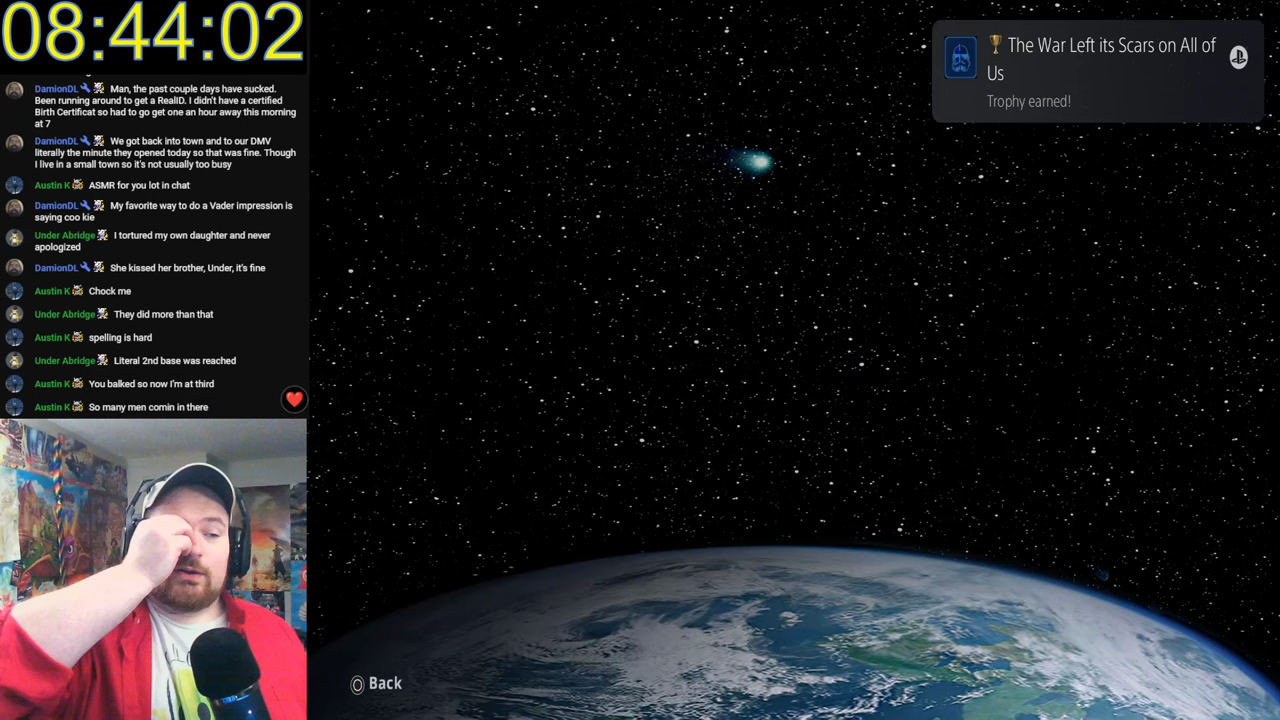 08:44:02
DamionDL Man, the past couple days have sucked.
Been running around to get a RealID. I didn't have a certified
Birth Certificat so had to go get one an hour away this morning
at 7
DamionDL We got back into town and to our DMV
literally the minute they opened today so that was fine. Though
I live in a small town so it's not usually too busy
Austin K ASMR for you lot in chat
DamionDL My favorite way to do a Vader impression is
saying coo kie
Under Abridge I tortured my own daughter and never
apologized
DamionDL She kissed her brother, Under, it's fine
Austin K Chock me
Under Abridge They did more than that
Austin K spelling is hard
Under Abridge Literal 2nd base was reached
Austin K You balked so now I'm at third
Austin K So many men comin in there
The War Left its Scars on All of
Us
Trophy earned!
Back